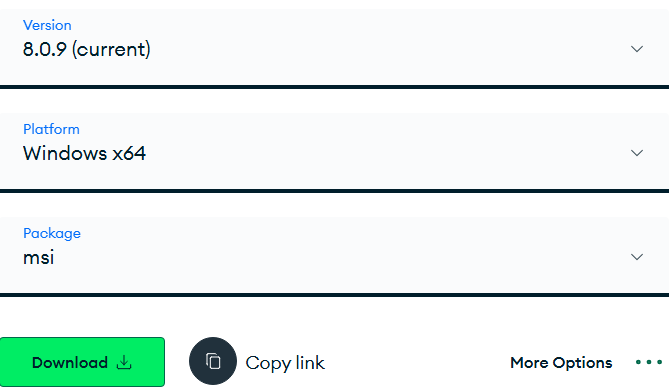 Version
8.0.9 (current)
Platform
Windows x64
Package
msi
Download
Copy link
More Options